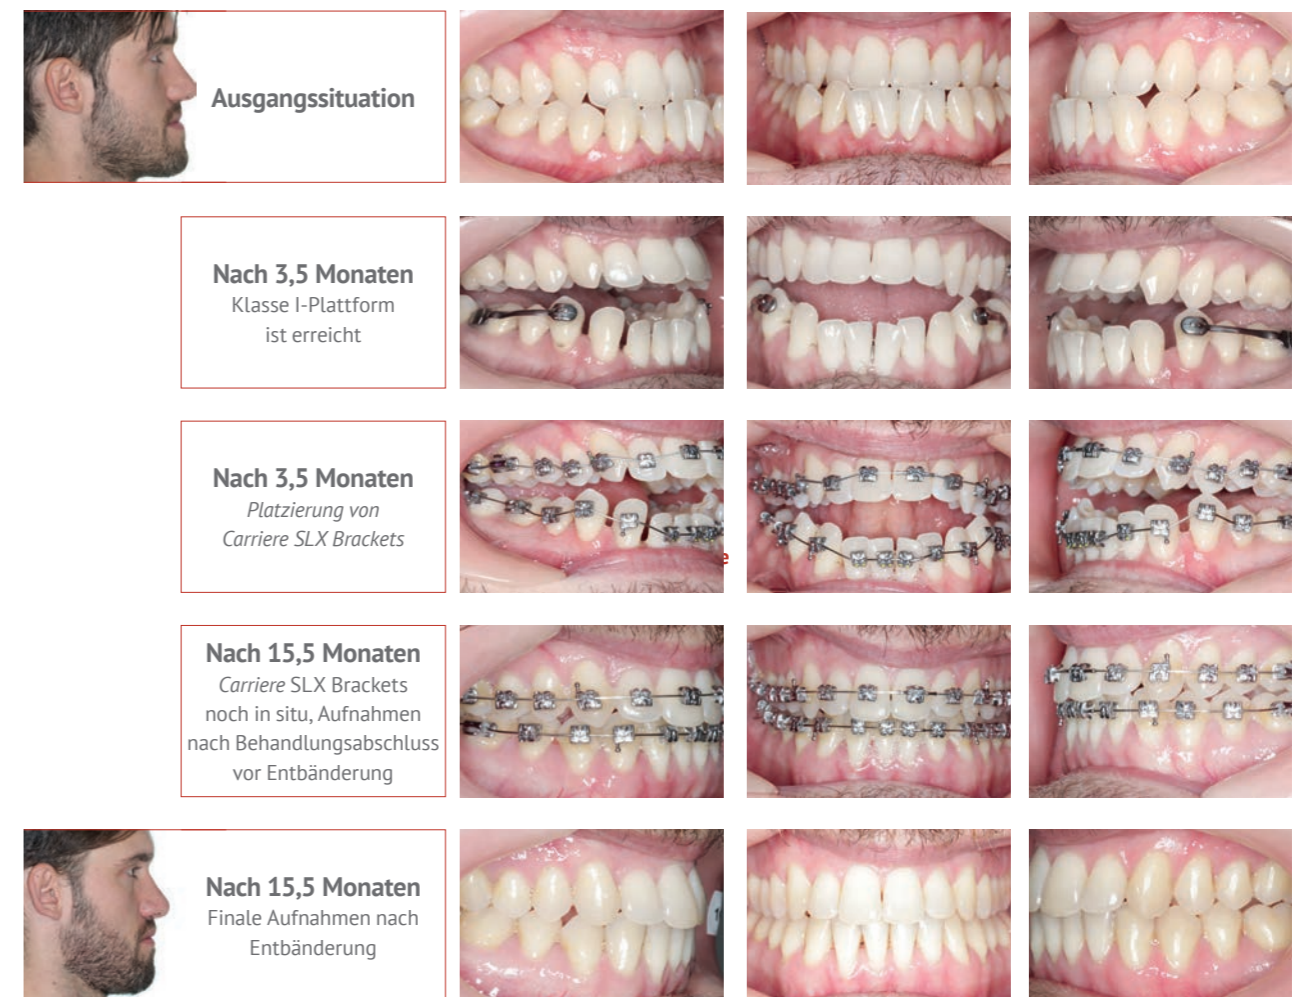 Ausgangssituation
Nach 3,5 Monaten
Klasse I-Plattform
ist erreicht
Nach 3,5 Monaten
Platzierung von
Carriere SLX Brackets
e
Nach 15,5 Monaten
Carriere SLX Brackets
noch in situ, Aufnahmen
nach Behandlungsabschluss
vor Entbänderung
Nach 15,5 Monaten
Finale Aufnahmen nach
Entbänderung